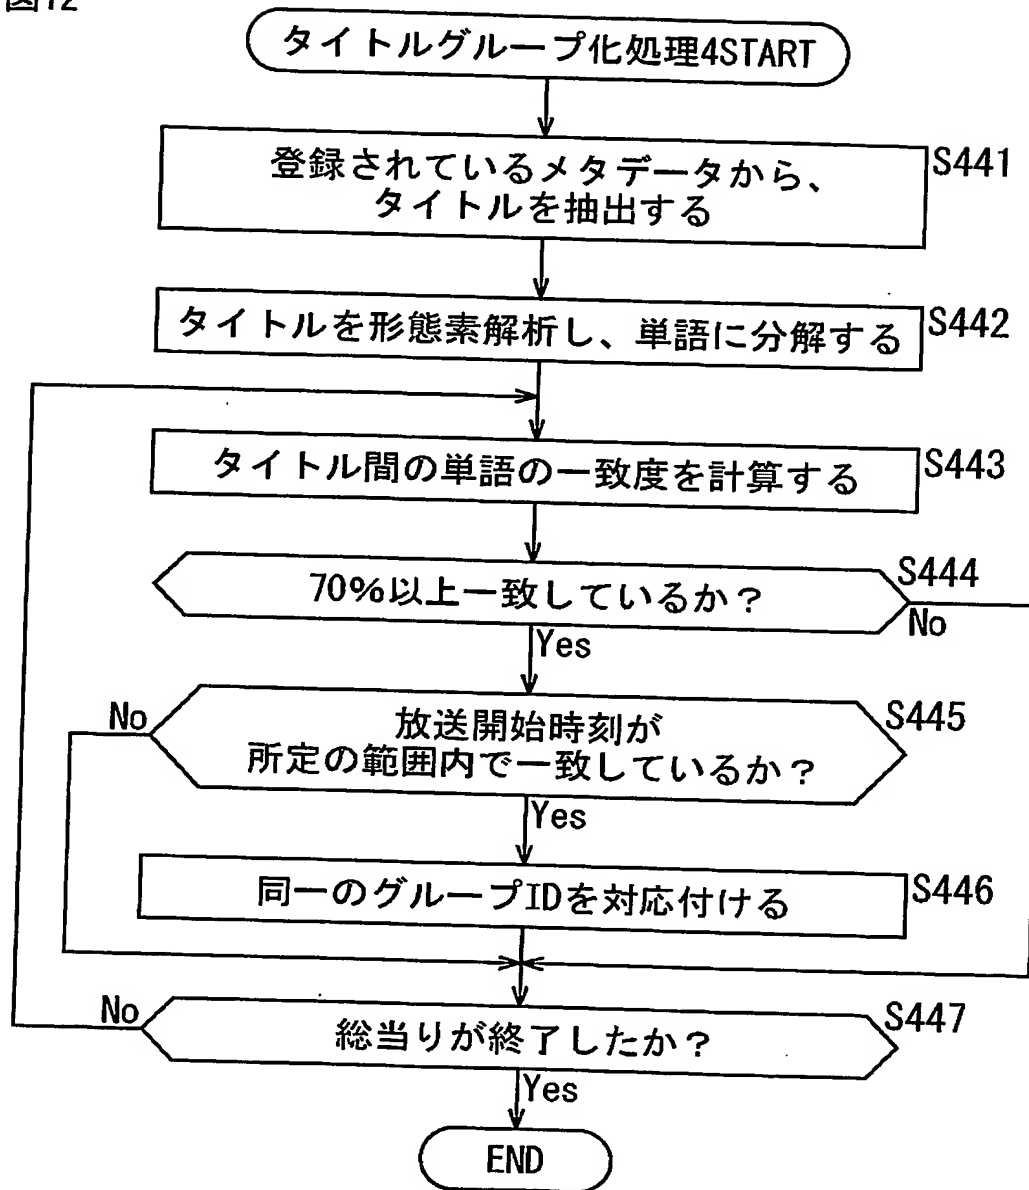 図12
タイトルグループ化処理4START
登録されているメタデータから、
タイトルを抽出する
S441
タイトルを形態素解析し、単語に分解する
S442
タイトル間の単語の一致度を計算する
S443
70%以上一致しているか?
S444
No
Yes
放送開始時刻が
所定の範囲内で一致しているか?
S445
No
Yes
同一のグループIDを対応付ける
S446
総当りが終了したか?
S447
No
Yes
END